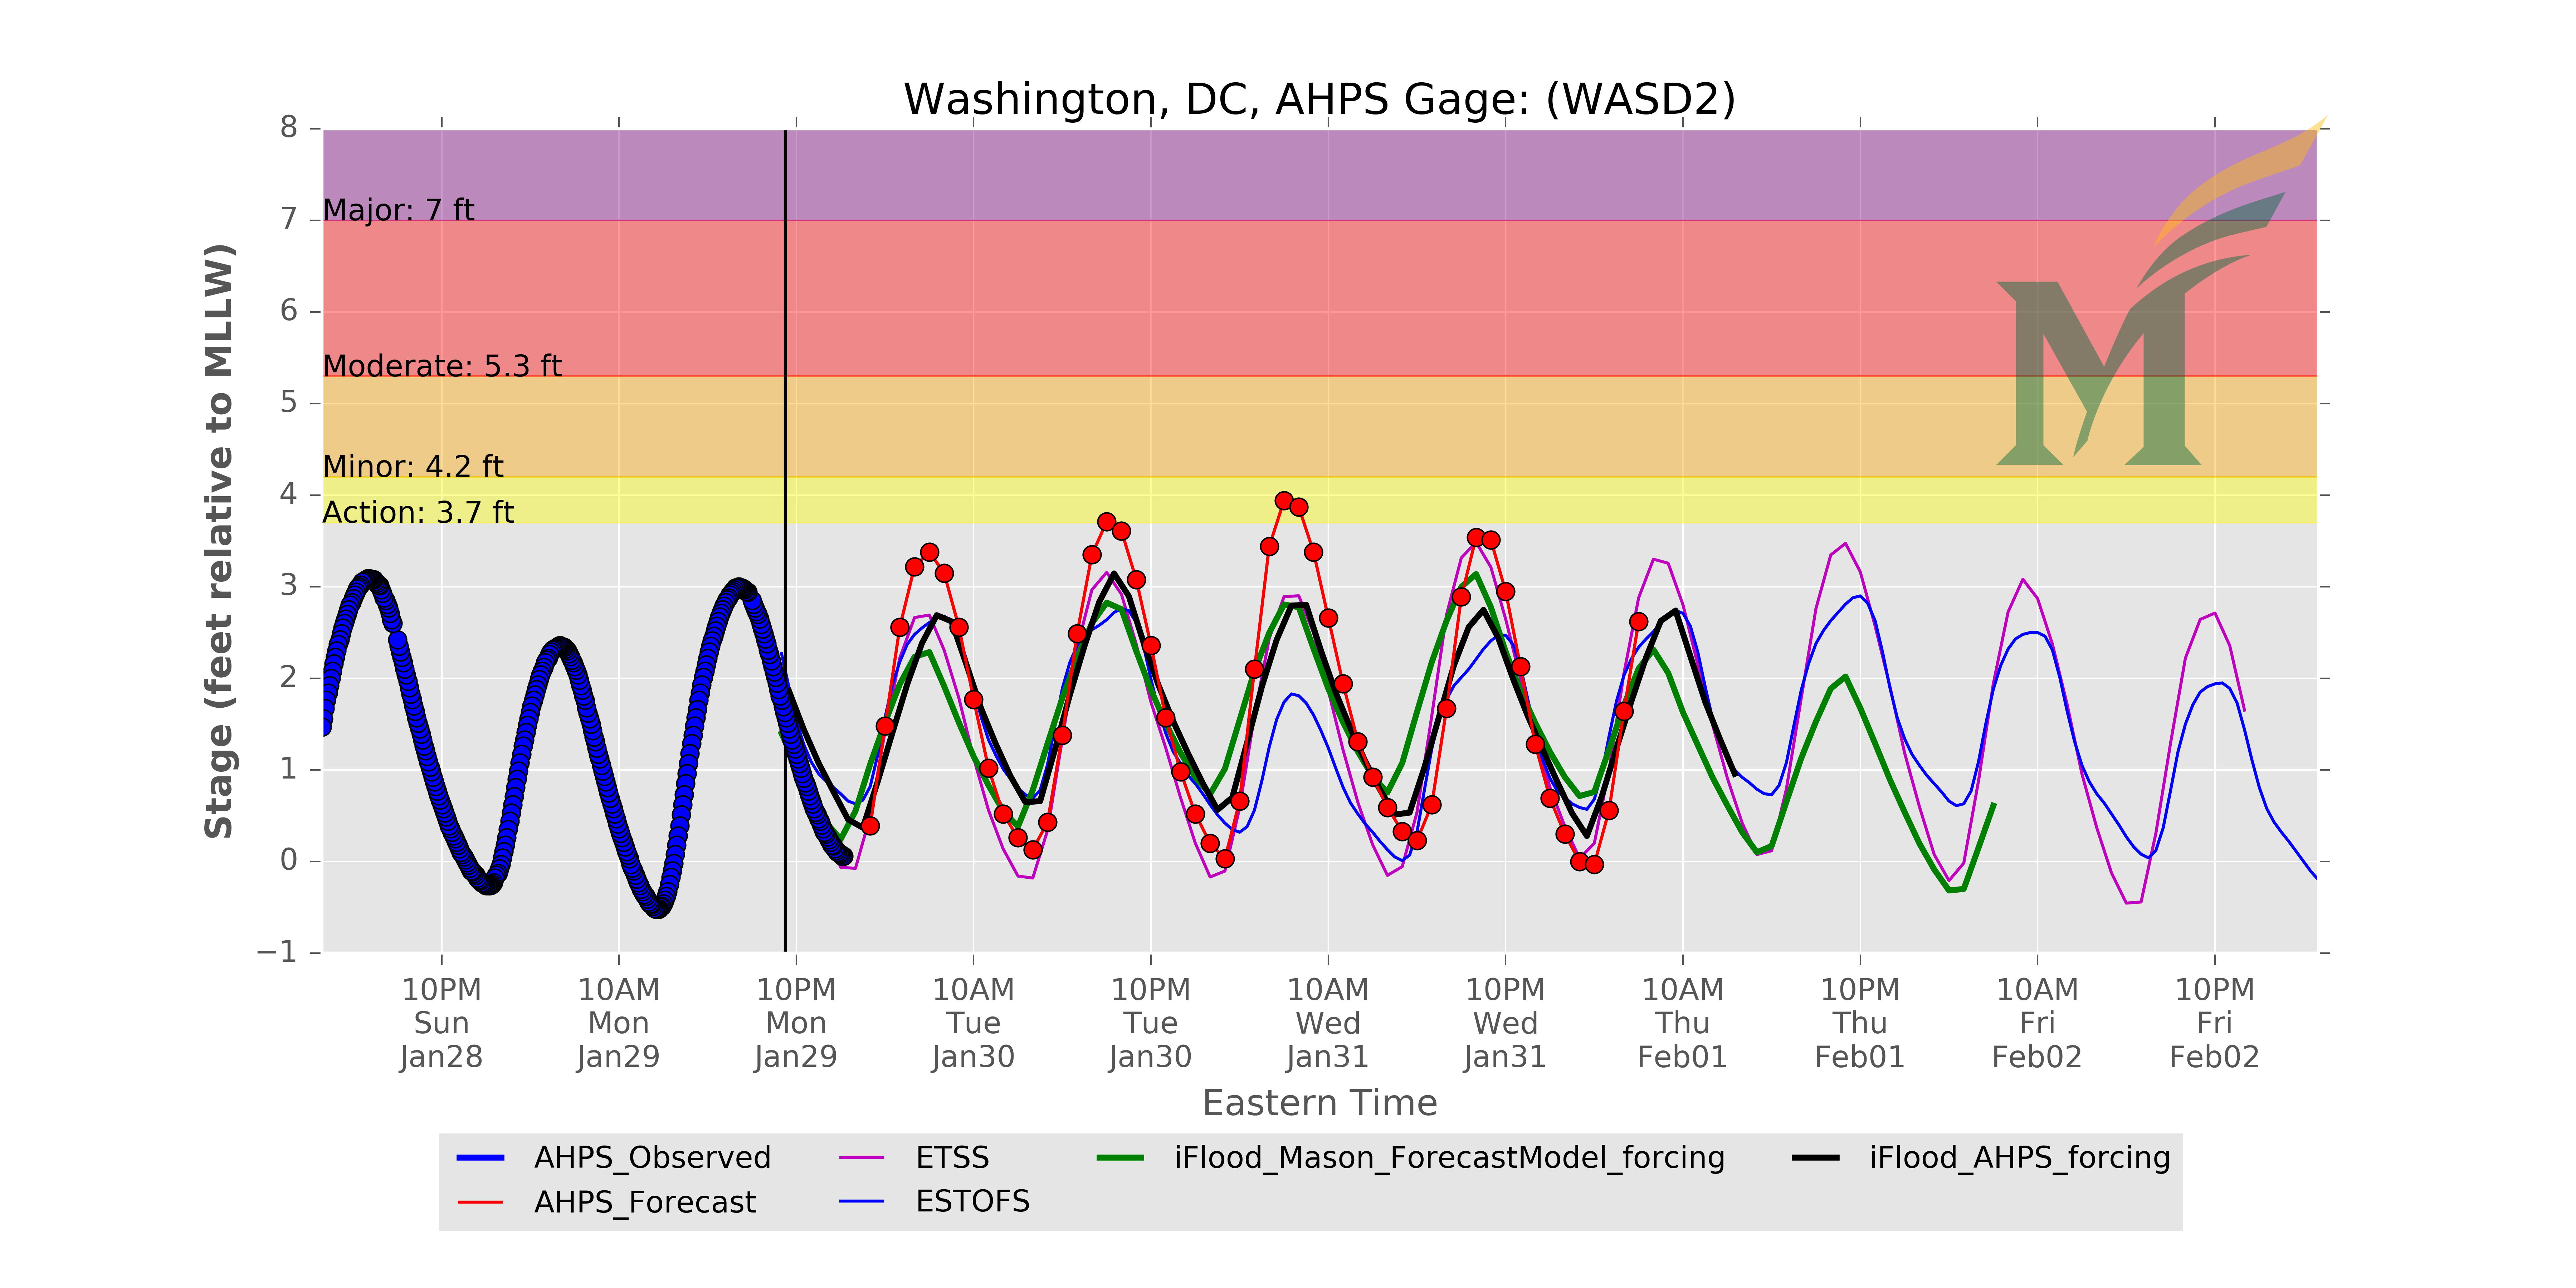 Washington, DC, AHPS Gage: (WASD2)
Stage (feet relative to MLLW)
8
7
6
5
4
3
2
1
0
−1
Major: 7 ft
Moderate: 5.3 ft
Minor: 4.2 ft
Action: 3.7 ft
10PM 10AM 10PM 10AM 10PM 10AM 10PM 10AM 10PM 10AM 10PM
Sun Mon Mon Tue Tue Wed Wed Thu Thu Fri Fri
Jan28 Jan29 Jan29 Jan30 Jan30 Jan31 Jan31 Feb01 Feb01 Feb02 Feb02
Eastern Time
AHPS_Observed ETSS iFlood_Mason_ForecastModel_forcing iFlood_AHPS_forcing
AHPS_Forecast ESTOFS
M